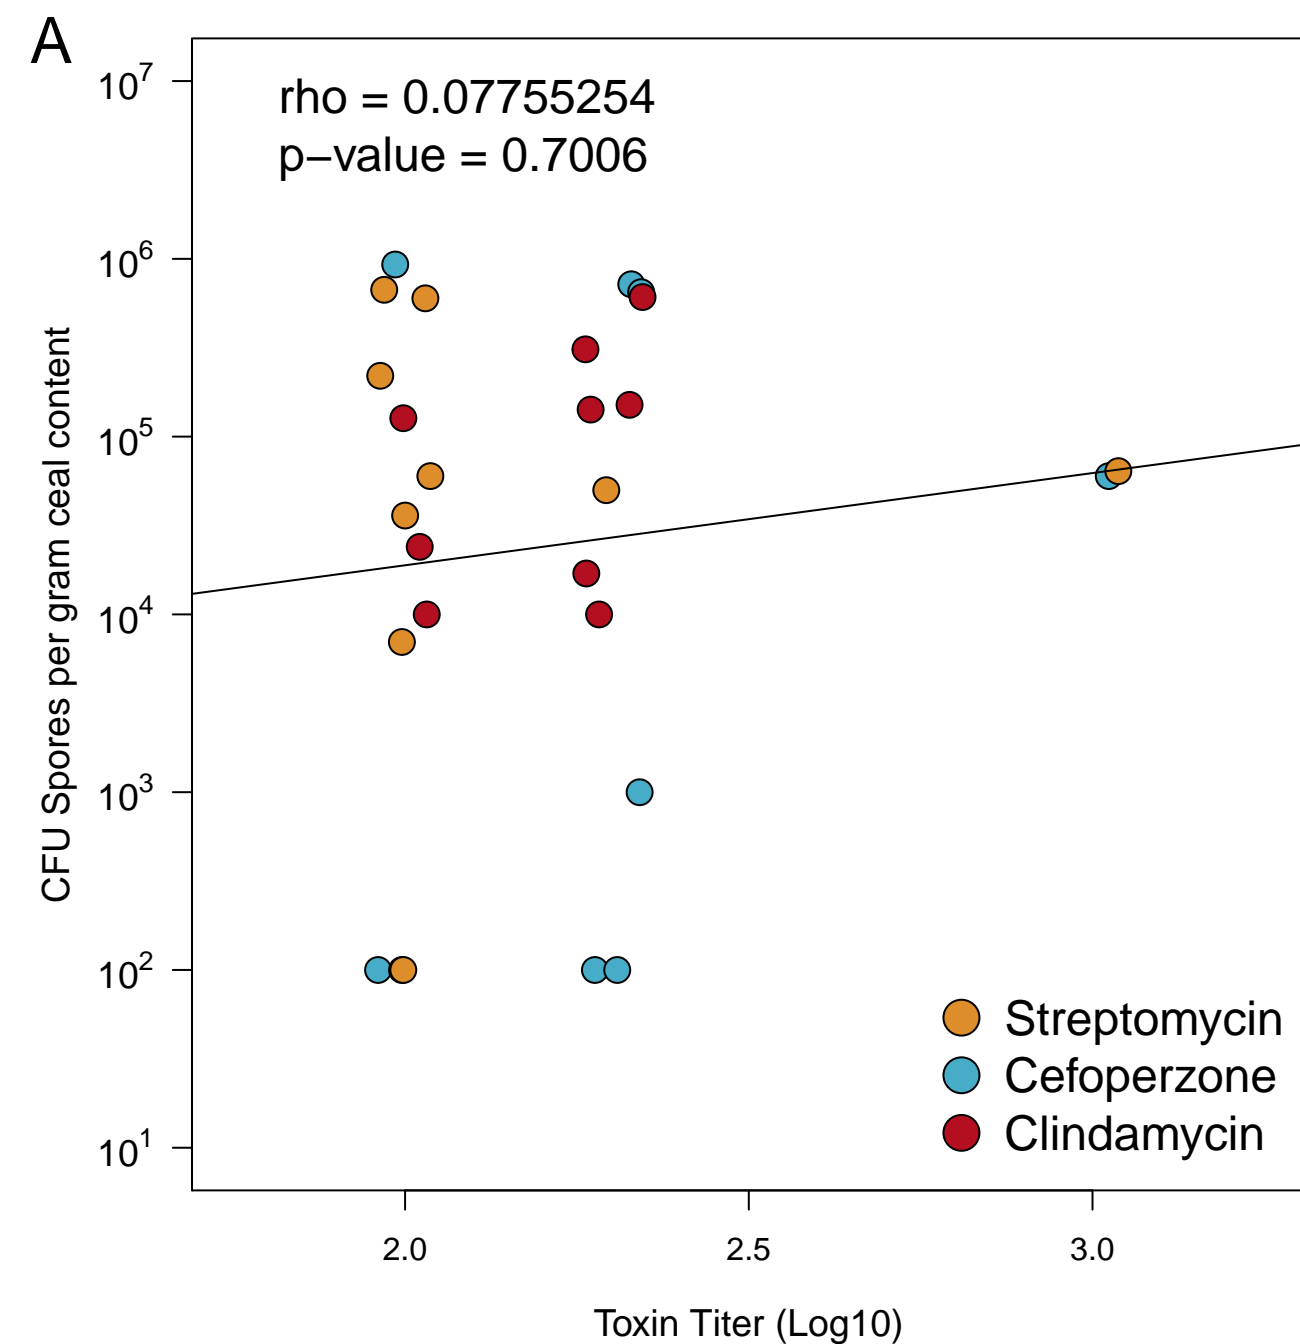 A
rho = 0.07755254
p−value = 0.7006
CFU Spores per gram ceal content
10^7
10^6
10^5
10^4
10^3
10^2
10^1
Streptomycin
Cefoperzone
Clindamycin
2.0 2.5 3.0
Toxin Titer (Log10)